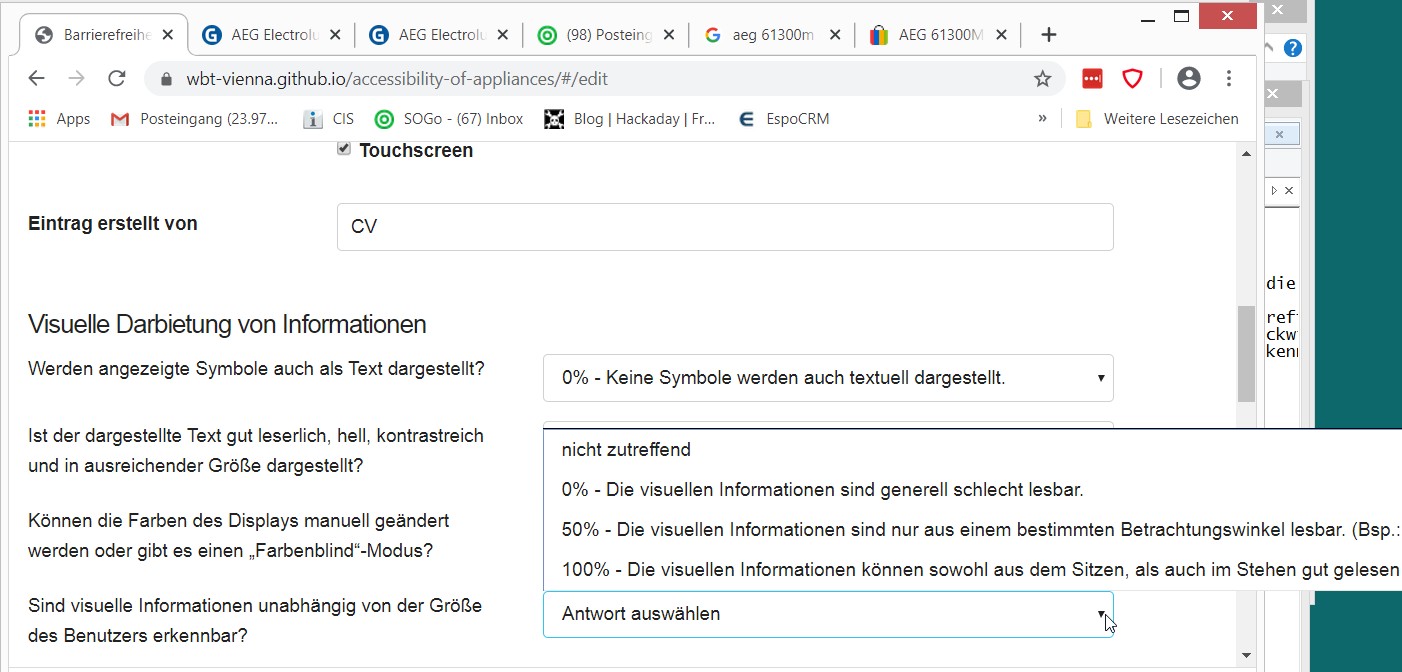 Barrierefreihe
AEG Electrolu
AEG Electrolu
(98) Posteing
aeg 61300m
AEG 61300M
wbt-vienna.github.io/accessibility-of-appliances/#/edit
Apps
Posteingang (23.97...
CIS
SOGo - (67) Inbox
Blog | Hackaday | Fr...
EspoCRM
»
Weitere Lesezeichen
Touchscreen
Eintrag erstellt von
CV
Visuelle Darbietung von Informationen
Werden angezeigte Symbole auch als Text dargestellt?
0% - Keine Symbole werden auch textuell dargestellt.
Ist der dargestellte Text gut leserlich, hell, kontrastreich
und in ausreichender Größe dargestellt?
nicht zutreffend
0% - Die visuellen Informationen sind generell schlecht lesbar.
Können die Farben des Displays manuell geändert
werden oder gibt es einen „Farbenblind“-Modus?
50% - Die visuellen Informationen sind nur aus einem bestimmten Betrachtungswinkel lesbar. (Bsp.:
100% - Die visuellen Informationen können sowohl aus dem Sitzen, als auch im Stehen gut gelesen
Sind visuelle Informationen unabhängig von der Größe
des Benutzers erkennbar?
Antwort auswählen
die
ref
ckw
kenn